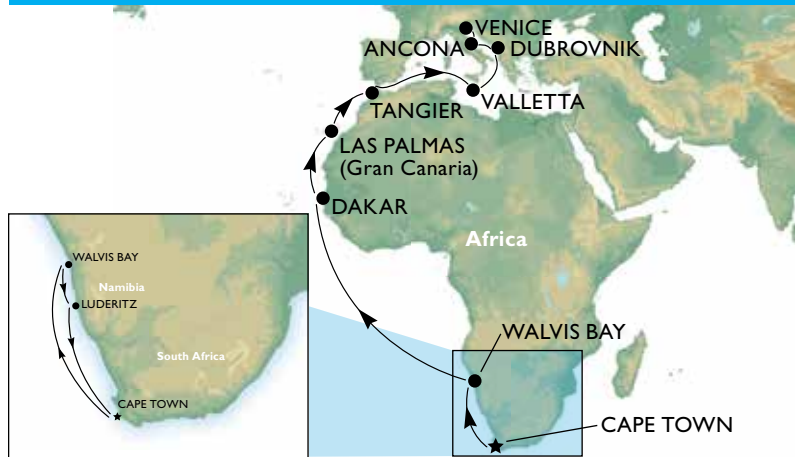 VENICE
ANCONA
DUBROVNIK
TANGIER
VALLETTA
LAS PALMAS
(Gran Canaria)
DAKAR
Africa
WALVIS BAY
CAPE TOWN
WALVIS BAY
Namibia
LUDERITZ
South Africa
CAPE TOWN